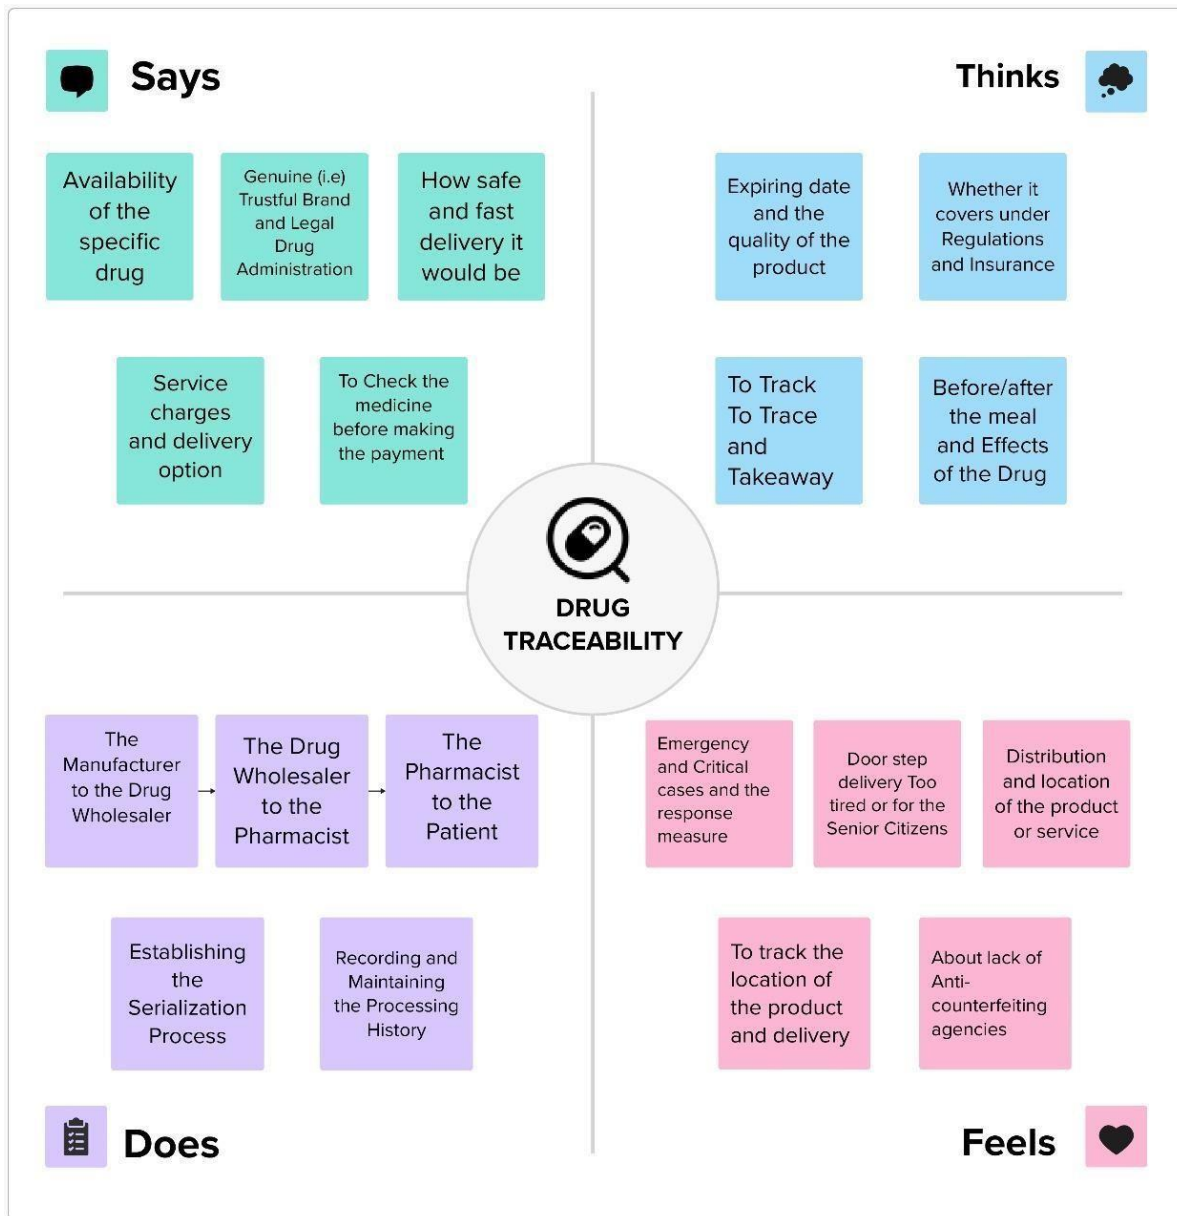 Says
Thinks
Availability
of the
specific
drug
Genuine (i.e)
Trustful Brand
and Legal
Drug
Administration
How safe
and fast
delivery it
would be
Expiring date
and the
quality of the
product
Whether it
covers under
Regulations
and Insurance
Service
charges
and delivery
option
To Check the
medicine
before making
the payment
To Track
To Trace
and
Takeaway
Before/after
the meal
and Effects
of the Drug
DRUG
TRACEABILITY
The
Manufacturer
to the Drug
Wholesaler
The Drug
Wholesaler
to the
Pharmacist
The
Pharmacist
to the
Patient
Emergency
and Critical
cases and the
response
measure
Door step
delivery Too
tired or for the
Senior Citizens
Distribution
and location
of the product
or service
Establishing
the
Serialization
Process
Recording and
Maintaining
the Processing
History
To track the
location of
the product
and delivery
About lack of
Anti-
counterfeiting
agencies
Does
Feels